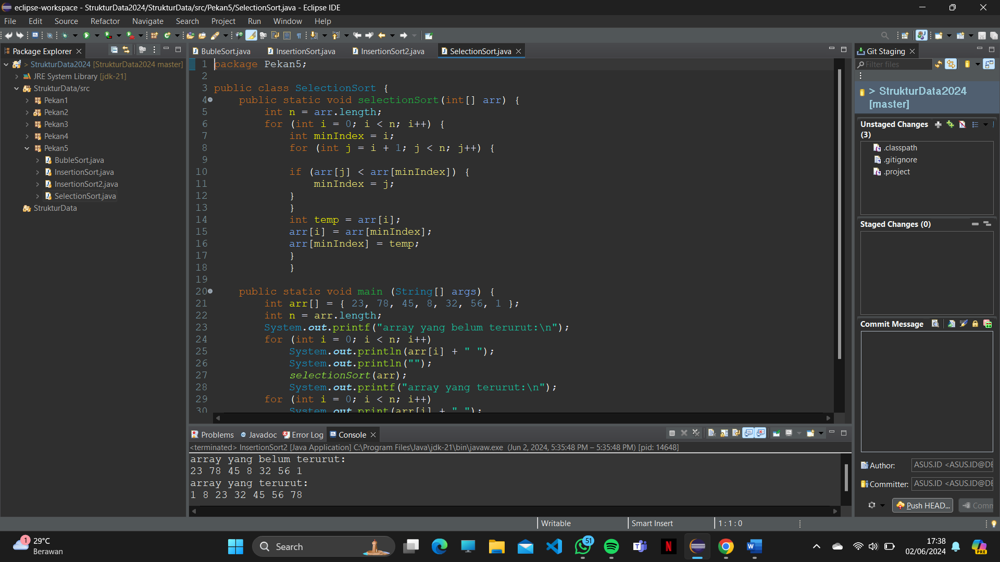 eclipse-workspace - StrukturData2024/StrukturData/src/Pekan5/SelectionSort.java - Eclipse IDE
File Edit Source Refactor Navigate Search Project Run Window Help
Package Explorer
> StrukturData2024 [StrukturData2024 master]
JRE System Library [jdk-21]
StrukturData/src
Pekan1
Pekan2
Pekan3
Pekan4
Pekan5
BubleSort.java
InsertionSort.java
InsertionSort2.java
SelectionSort.java
StrukturData
BubleSort.java InsertionSort.java InsertionSort2.java SelectionSort.java
1 package Pekan5;
2
3 public class SelectionSort {
4 public static void selectionSort(int[] arr) {
5 int n = arr.length;
6 for (int i = 0; i < n; i++) {
7 int minIndex = i;
8 for (int j = i + 1; j < n; j++) {
9
10 if (arr[j] < arr[minIndex]) {
11 minIndex = j;
12 }
13 }
14 int temp = arr[i];
15 arr[i] = arr[minIndex];
16 arr[minIndex] = temp;
17 }
18 }
19
20 public static void main (String[] args) {
21 int arr[] = { 23, 78, 45, 8, 32, 56, 1 };
22 int n = arr.length;
23 System.out.printf("array yang belum terurut:\n");
24 for (int i = 0; i < n; i++)
25 System.out.println(arr[i] + " ");
26 System.out.println("");
27 selectionSort(arr);
28 System.out.printf("array yang terurut:\n");
29 for (int i = 0; i < n; i++)
30 System.out.print(arr[i] + " ");
Problems Javadoc Error Log Console
<terminated> InsertionSort2 [Java Application] C:\Program Files\Java\jdk-21\bin\javaw.exe (Jun 2, 2024, 5:35:48 PM – 5:35:48 PM) [pid: 14648]
array yang belum terurut:
23 78 45 8 32 56 1
array yang terurut:
1 8 23 32 45 56 78
Git Staging
Filter files
> StrukturData2024
[master]
Unstaged Changes
(3)
.classpath
.gitignore
.project
Staged Changes (0)
Commit Message
Author: ASUS.ID <ASUS.ID@DE
Committer: ASUS.ID <ASUS.ID@DE
Push HEAD... Comm
Writable Smart Insert 1 : 1 : 0
1
29°C
Berawan
Search
51
17:38
02/06/2024
PRE